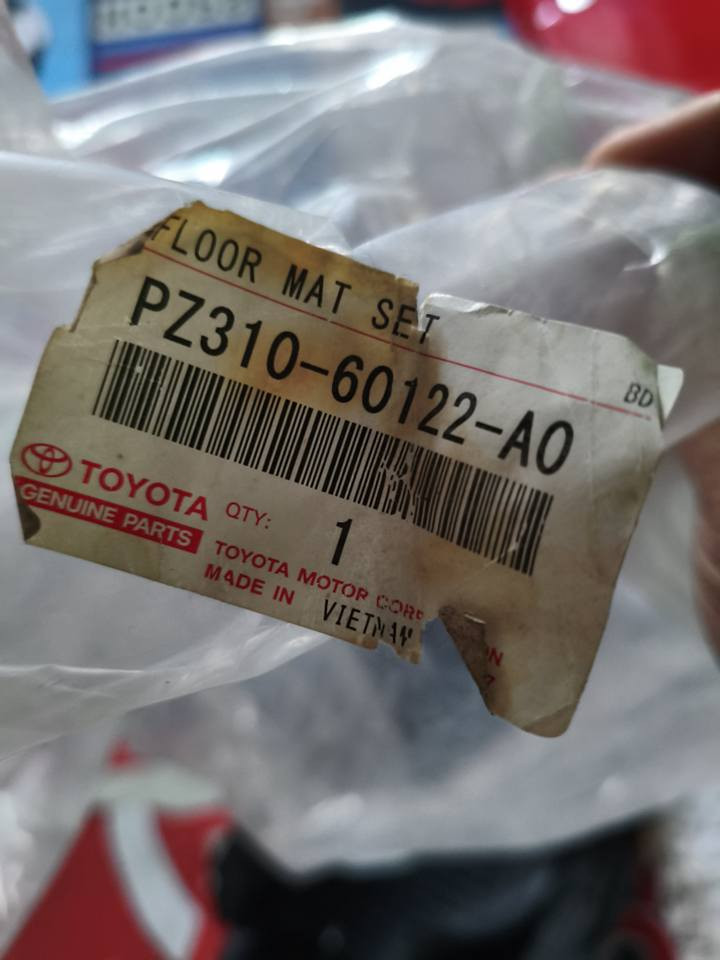 FLOOR MAT SET
BD
PZ310-60122-A0
TOYOTA
GENUINE PARTS
QTY: 1
TOYOTA MOTOR CORP
MADE IN VIETNAM